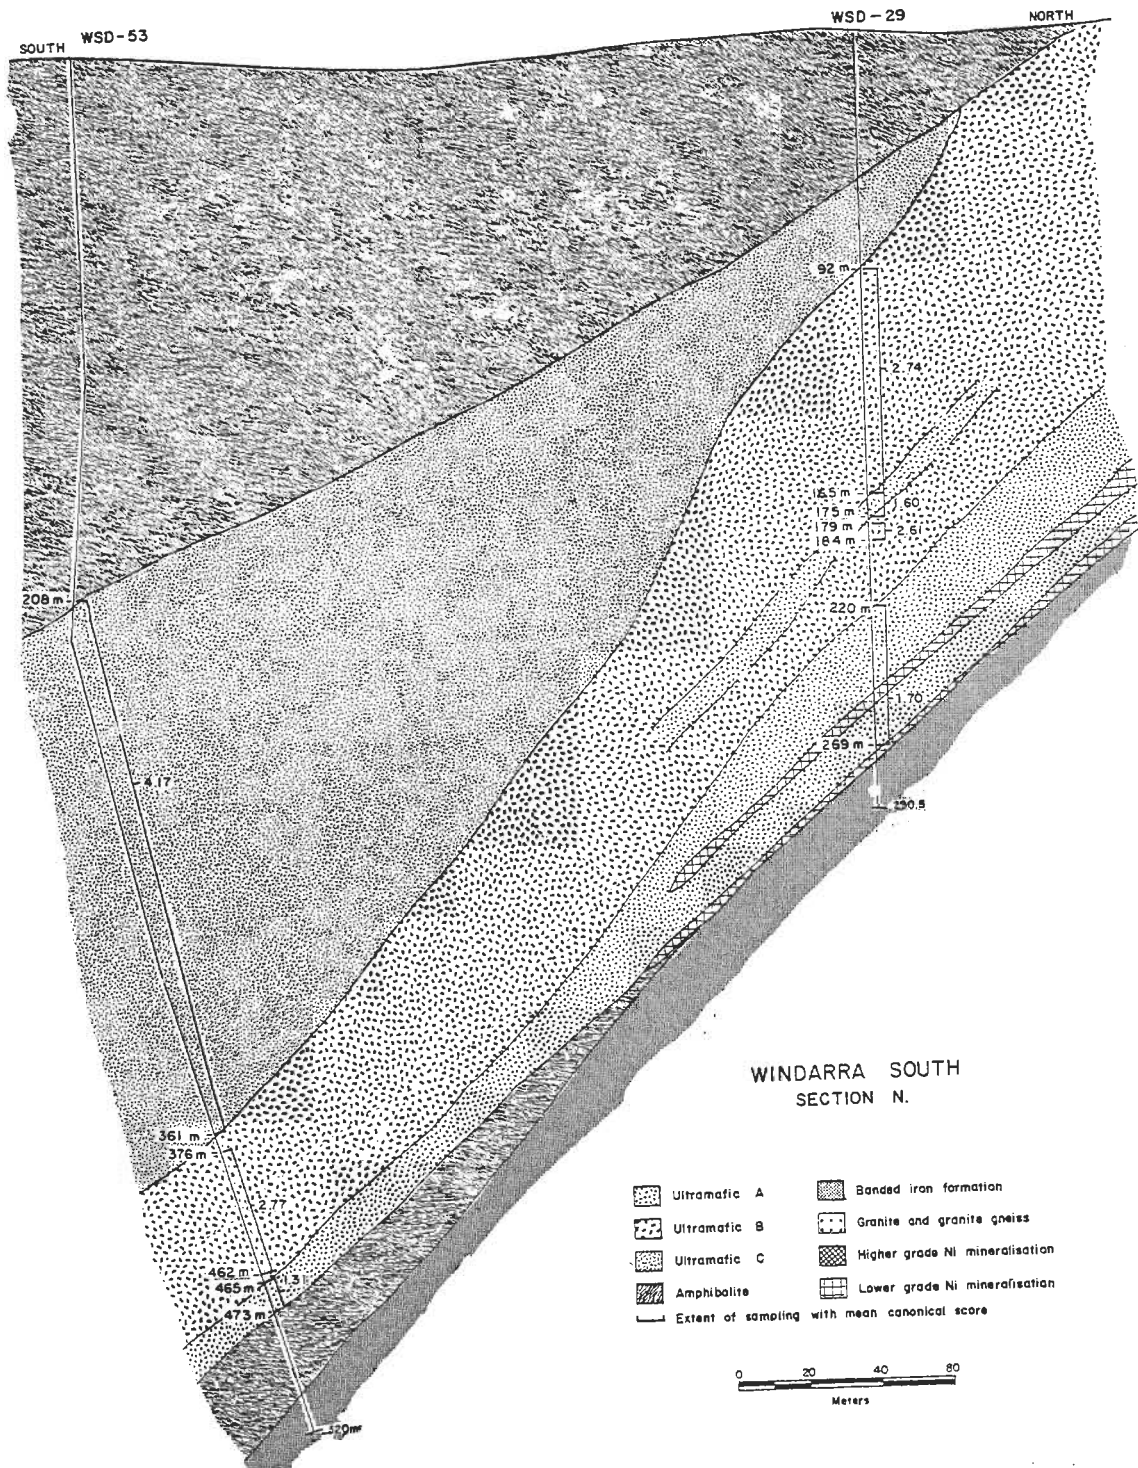 WSD-29
NORTH
WSD-53
SOUTH
92 m
2.74
165 m
1.60
175 m
179 m
2.61
184 m
208 m
220 m
1.70
269 m
4.17
290.5
WINDARRA SOUTH
SECTION N.
361 m
376 m
2.77
462 m
1.31
465 m
473 m
520m
Ultramafic A
Ultramafic B
Ultramafic C
Amphibolite
Banded iron formation
Granite and granite gneiss
Higher grade Ni mineralisation
Lower grade Ni mineralisation
Extent of sampling with mean canonical score
0 20 40 80
Meters